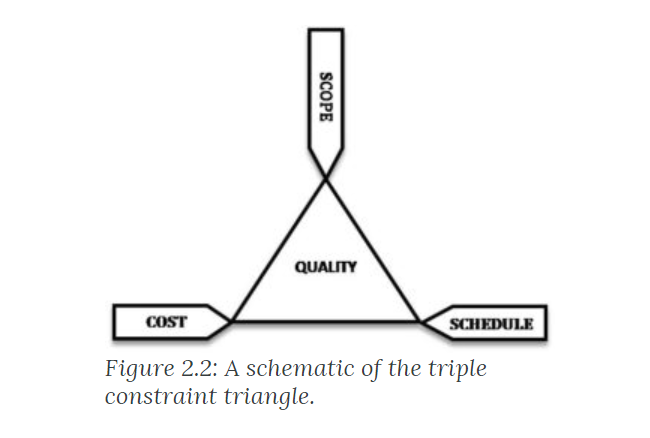 SCOPE
QUALITY
COST
SCHEDULE
Figure 2.2: A schematic of the triple
constraint triangle.